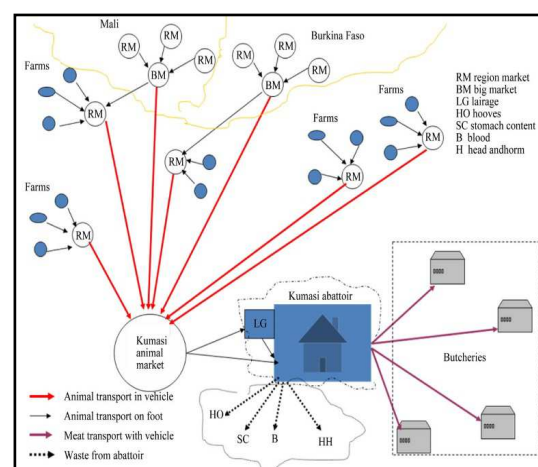 Mali
RM
RM
RM
RM
BM
Burkina Faso
RM
RM
RM
RM
BM
Farms
RM
Farms
RM
Farms
RM
Farms
RM
Farms
RM
RM region market
BM big market
LG lairage
HO hooves
SC stomach content
B blood
H head andhorm
Kumasi
animal
market
Kumasi abattoir
LG
Butcheries
HO
SC
B
HH
Animal transport in vehicle
Animal transport on foot
Meat transport with vehicle
Waste from abattoir